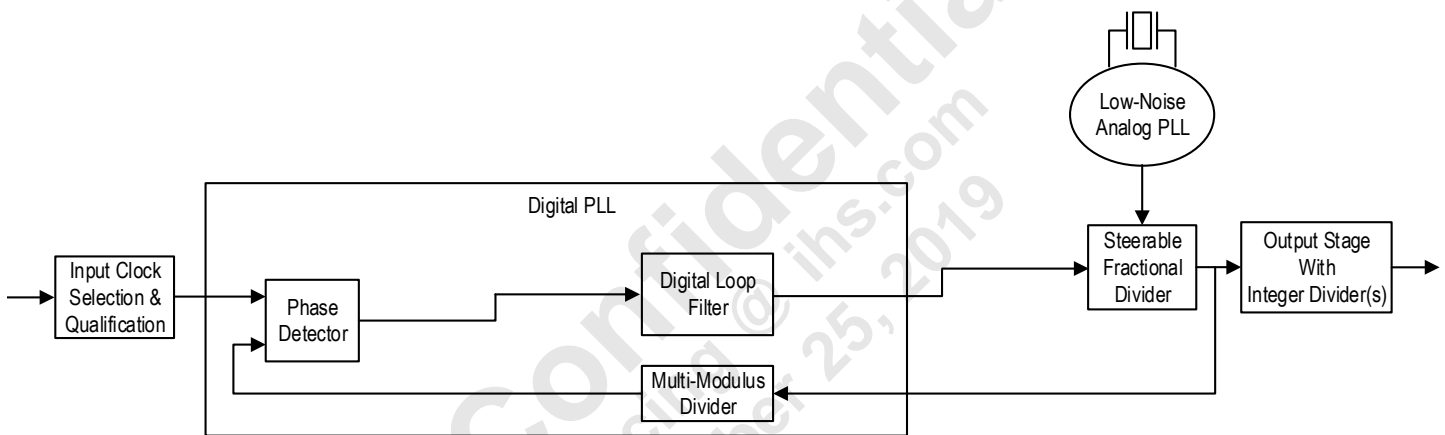 Low-Noise
Analog PLL
Digital PLL
Input Clock
Selection &
Qualification
Phase
Detector
Digital Loop
Filter
Steerable
Fractional
Divider
Output Stage
With
Integer Divider(s)
Multi-Modulus
Divider
Confidential
@ ihs.com
25, 2019